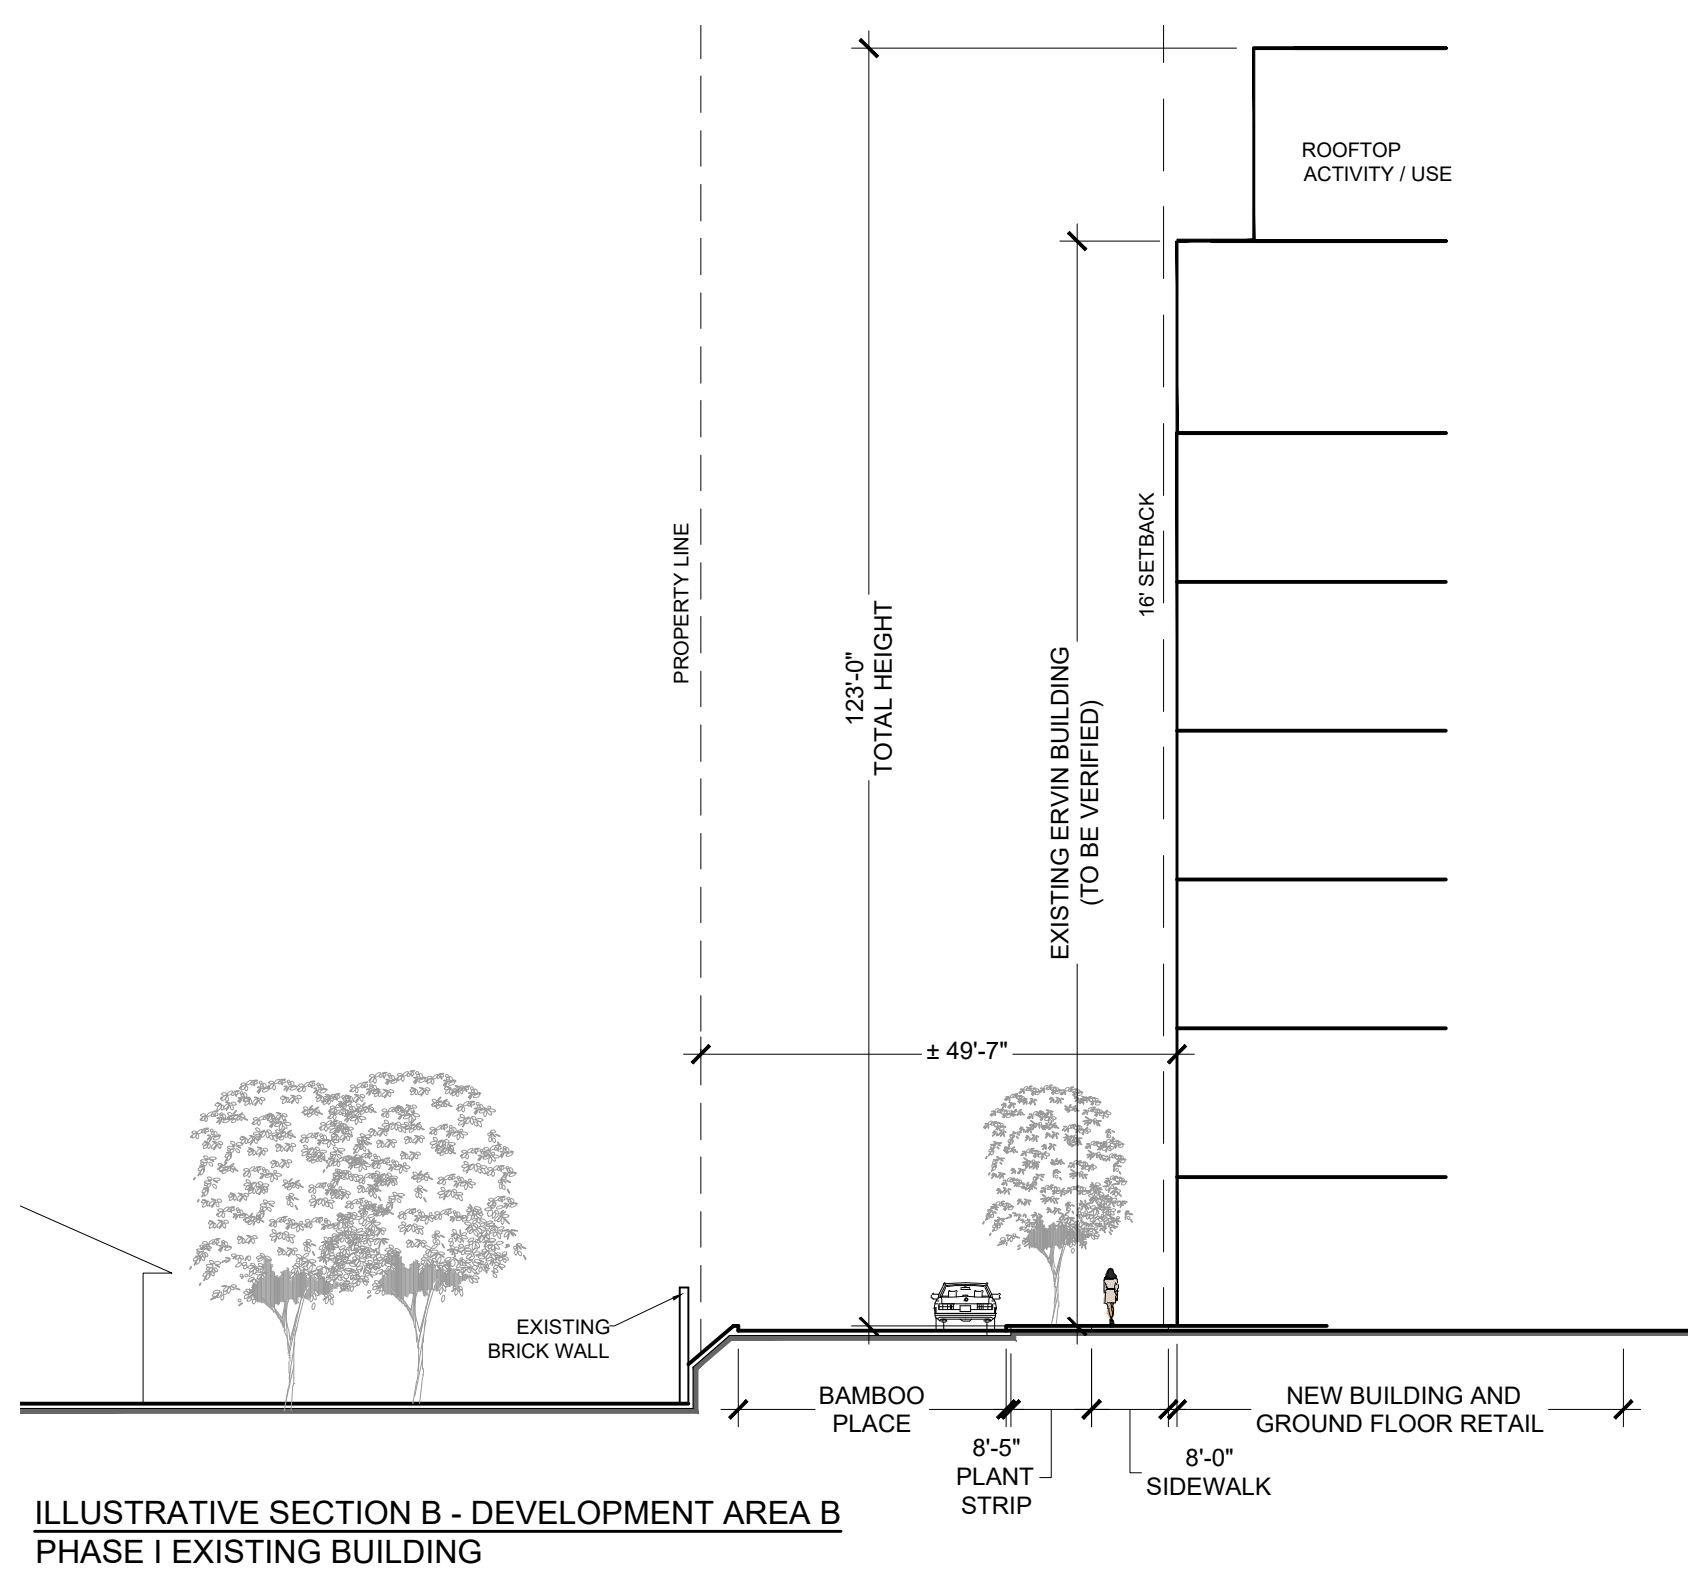 ROOFTOP
ACTIVITY / USE
PROPERTY LINE
123'-0"
TOTAL HEIGHT
EXISTING ERVIN BUILDING
(TO BE VERIFIED)
16' SETBACK
± 49'-7"
EXISTING
BRICK WALL
BAMBOO
PLACE
8'-5"
PLANT
STRIP
8'-0"
SIDEWALK
NEW BUILDING AND
GROUND FLOOR RETAIL
ILLUSTRATIVE SECTION B - DEVELOPMENT AREA B
PHASE I EXISTING BUILDING